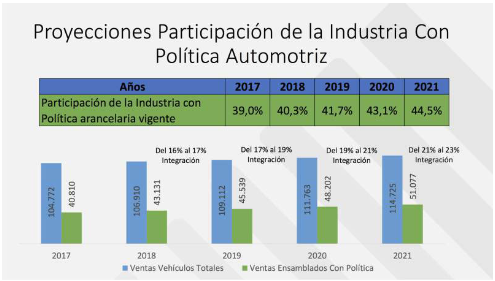 Proyecciones Participación de la Industria Con
Política Automotriz
Años 2017 2018 2019 2020 2021
Participación de la Industria con
Política arancelaria vigente 39,0% 40,3% 41,7% 43,1% 44,5%
Del 16% al 17%
Integración
Del 17% al 19%
Integración
Del 19% al 21%
Integración
Del 21% al 23%
Integración
104.772 40.810 106.910 43.131 109.112 45.539 111.763 48.202 114.725 51.077
2017 2018 2019 2020 2021
Ventas Vehículos Totales Ventas Ensamblados Con Política